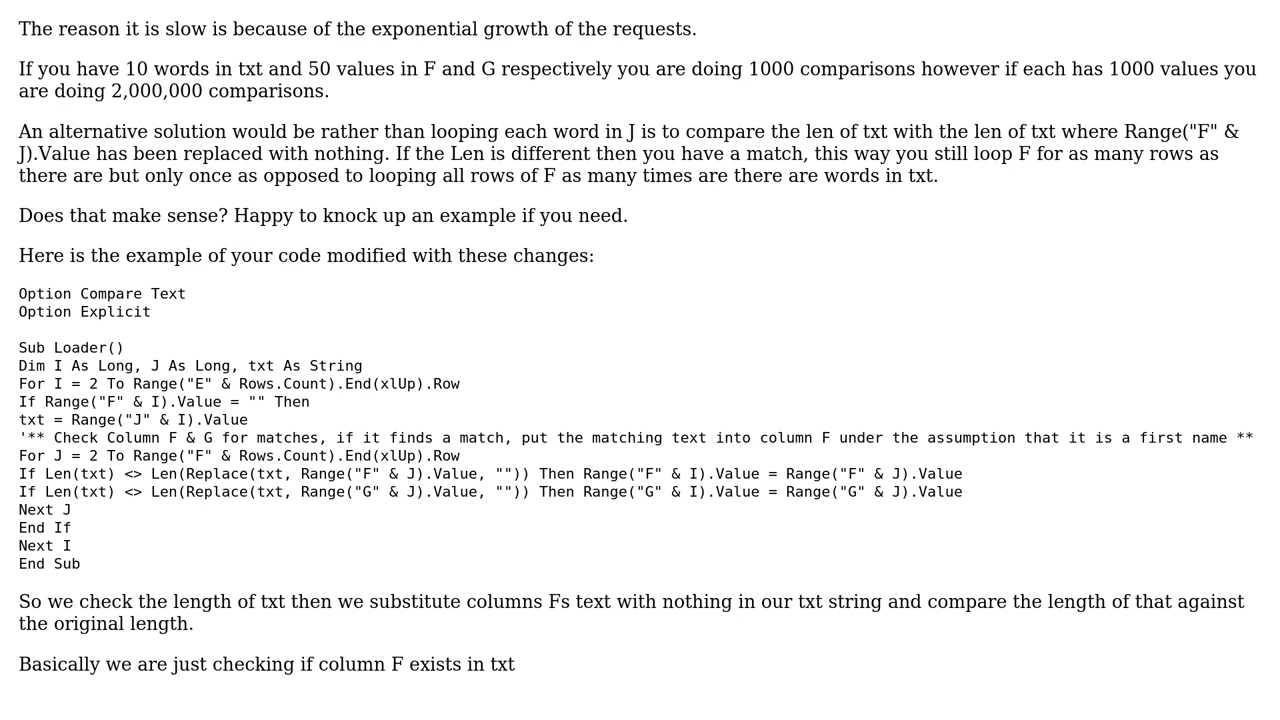 The reason it is slow is because of the exponential growth of the requests.
If you have 10 words in txt and 50 values in F and G respectively you are doing 1000 comparisons however if each has 1000 values you
are doing 2,000,000 comparisons.
An alternative solution would be rather than looping each word in J is to compare the len of txt with the len of txt where Range("F" &
J).Value has been replaced with nothing. If the Len is different then you have a match, this way you still loop F for as many rows as
there are but only once as opposed to looping all rows of F as many times are there are words in txt.
Does that make sense? Happy to knock up an example if you need.
Here is the example of your code modified with these changes:
Option Compare Text
Option Explicit
Sub Loader()
Dim I As Long, J As Long, txt As String
For I = 2 To Range("E" & Rows.Count).End(xlUp).Row
If Range("F" & I).Value = "" Then
txt = Range("J" & I).Value
'** Check Column F & G for matches, if it finds a match, put the matching text into column F under the assumption that it is a first name **
For J = 2 To Range("F" & Rows.Count).End(xlUp).Row
If Len(txt) <> Len(Replace(txt, Range("F" & J).Value, "")) Then Range("F" & I).Value = Range("F" & J).Value
If Len(txt) <> Len(Replace(txt, Range("G" & J).Value, "")) Then Range("G" & I).Value = Range("G" & J).Value
Next J
End If
Next I
End Sub
So we check the length of txt then we substitute columns Fs text with nothing in our txt string and compare the length of that against
the original length.
Basically we are just checking if column F exists in txt